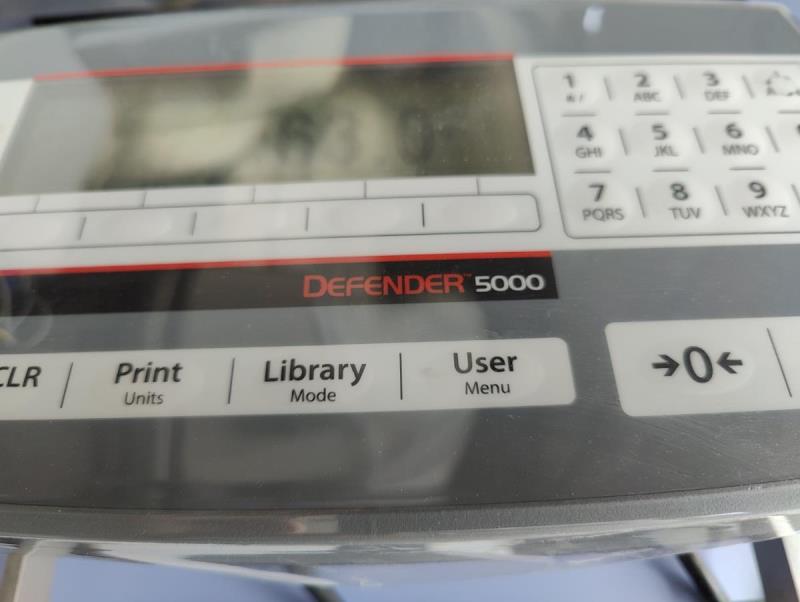 1 2 3
#/ ABC DEF
4 5 6
GHI JKL MNO
7 8 9
PQRS TUV WXYZ
DEFENDER™ 5000
CLR Print Library User
Units Mode Menu
→0←